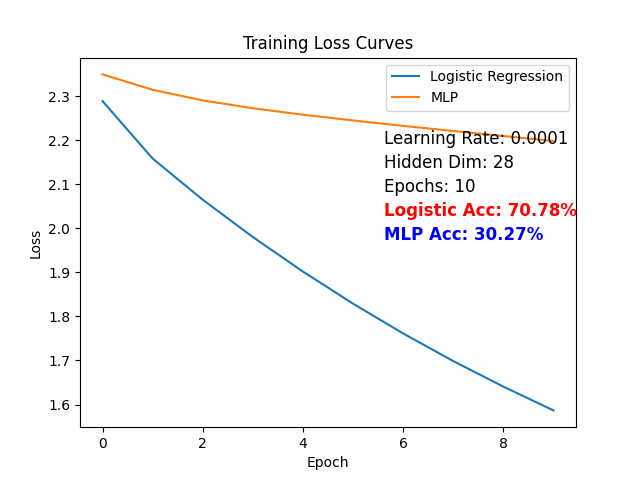 Training Loss Curves
Logistic Regression
MLP
Learning Rate: 0.0001
Hidden Dim: 28
Epochs: 10
Logistic Acc: 70.78%
MLP Acc: 30.27%
Loss
2.3
2.2
2.1
2.0
1.9
1.8
1.7
1.6
0 2 4 6 8
Epoch